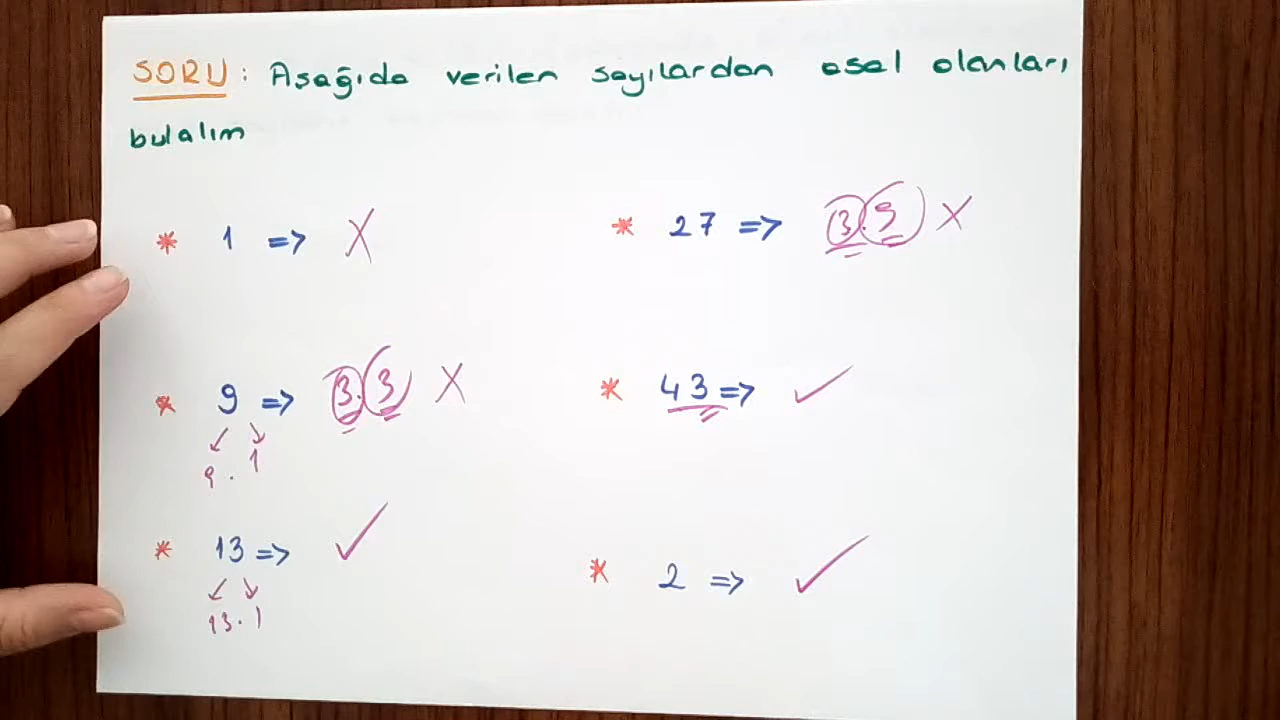 SORU: Aşağıda verilen sayılardan asal olanları
bulalım
* 1 => X
* 27 => 3.9 X
* 9 => 3.3 X
9 . 1
* 43 => ✓
* 13 => ✓
13 . 1
* 2 => ✓